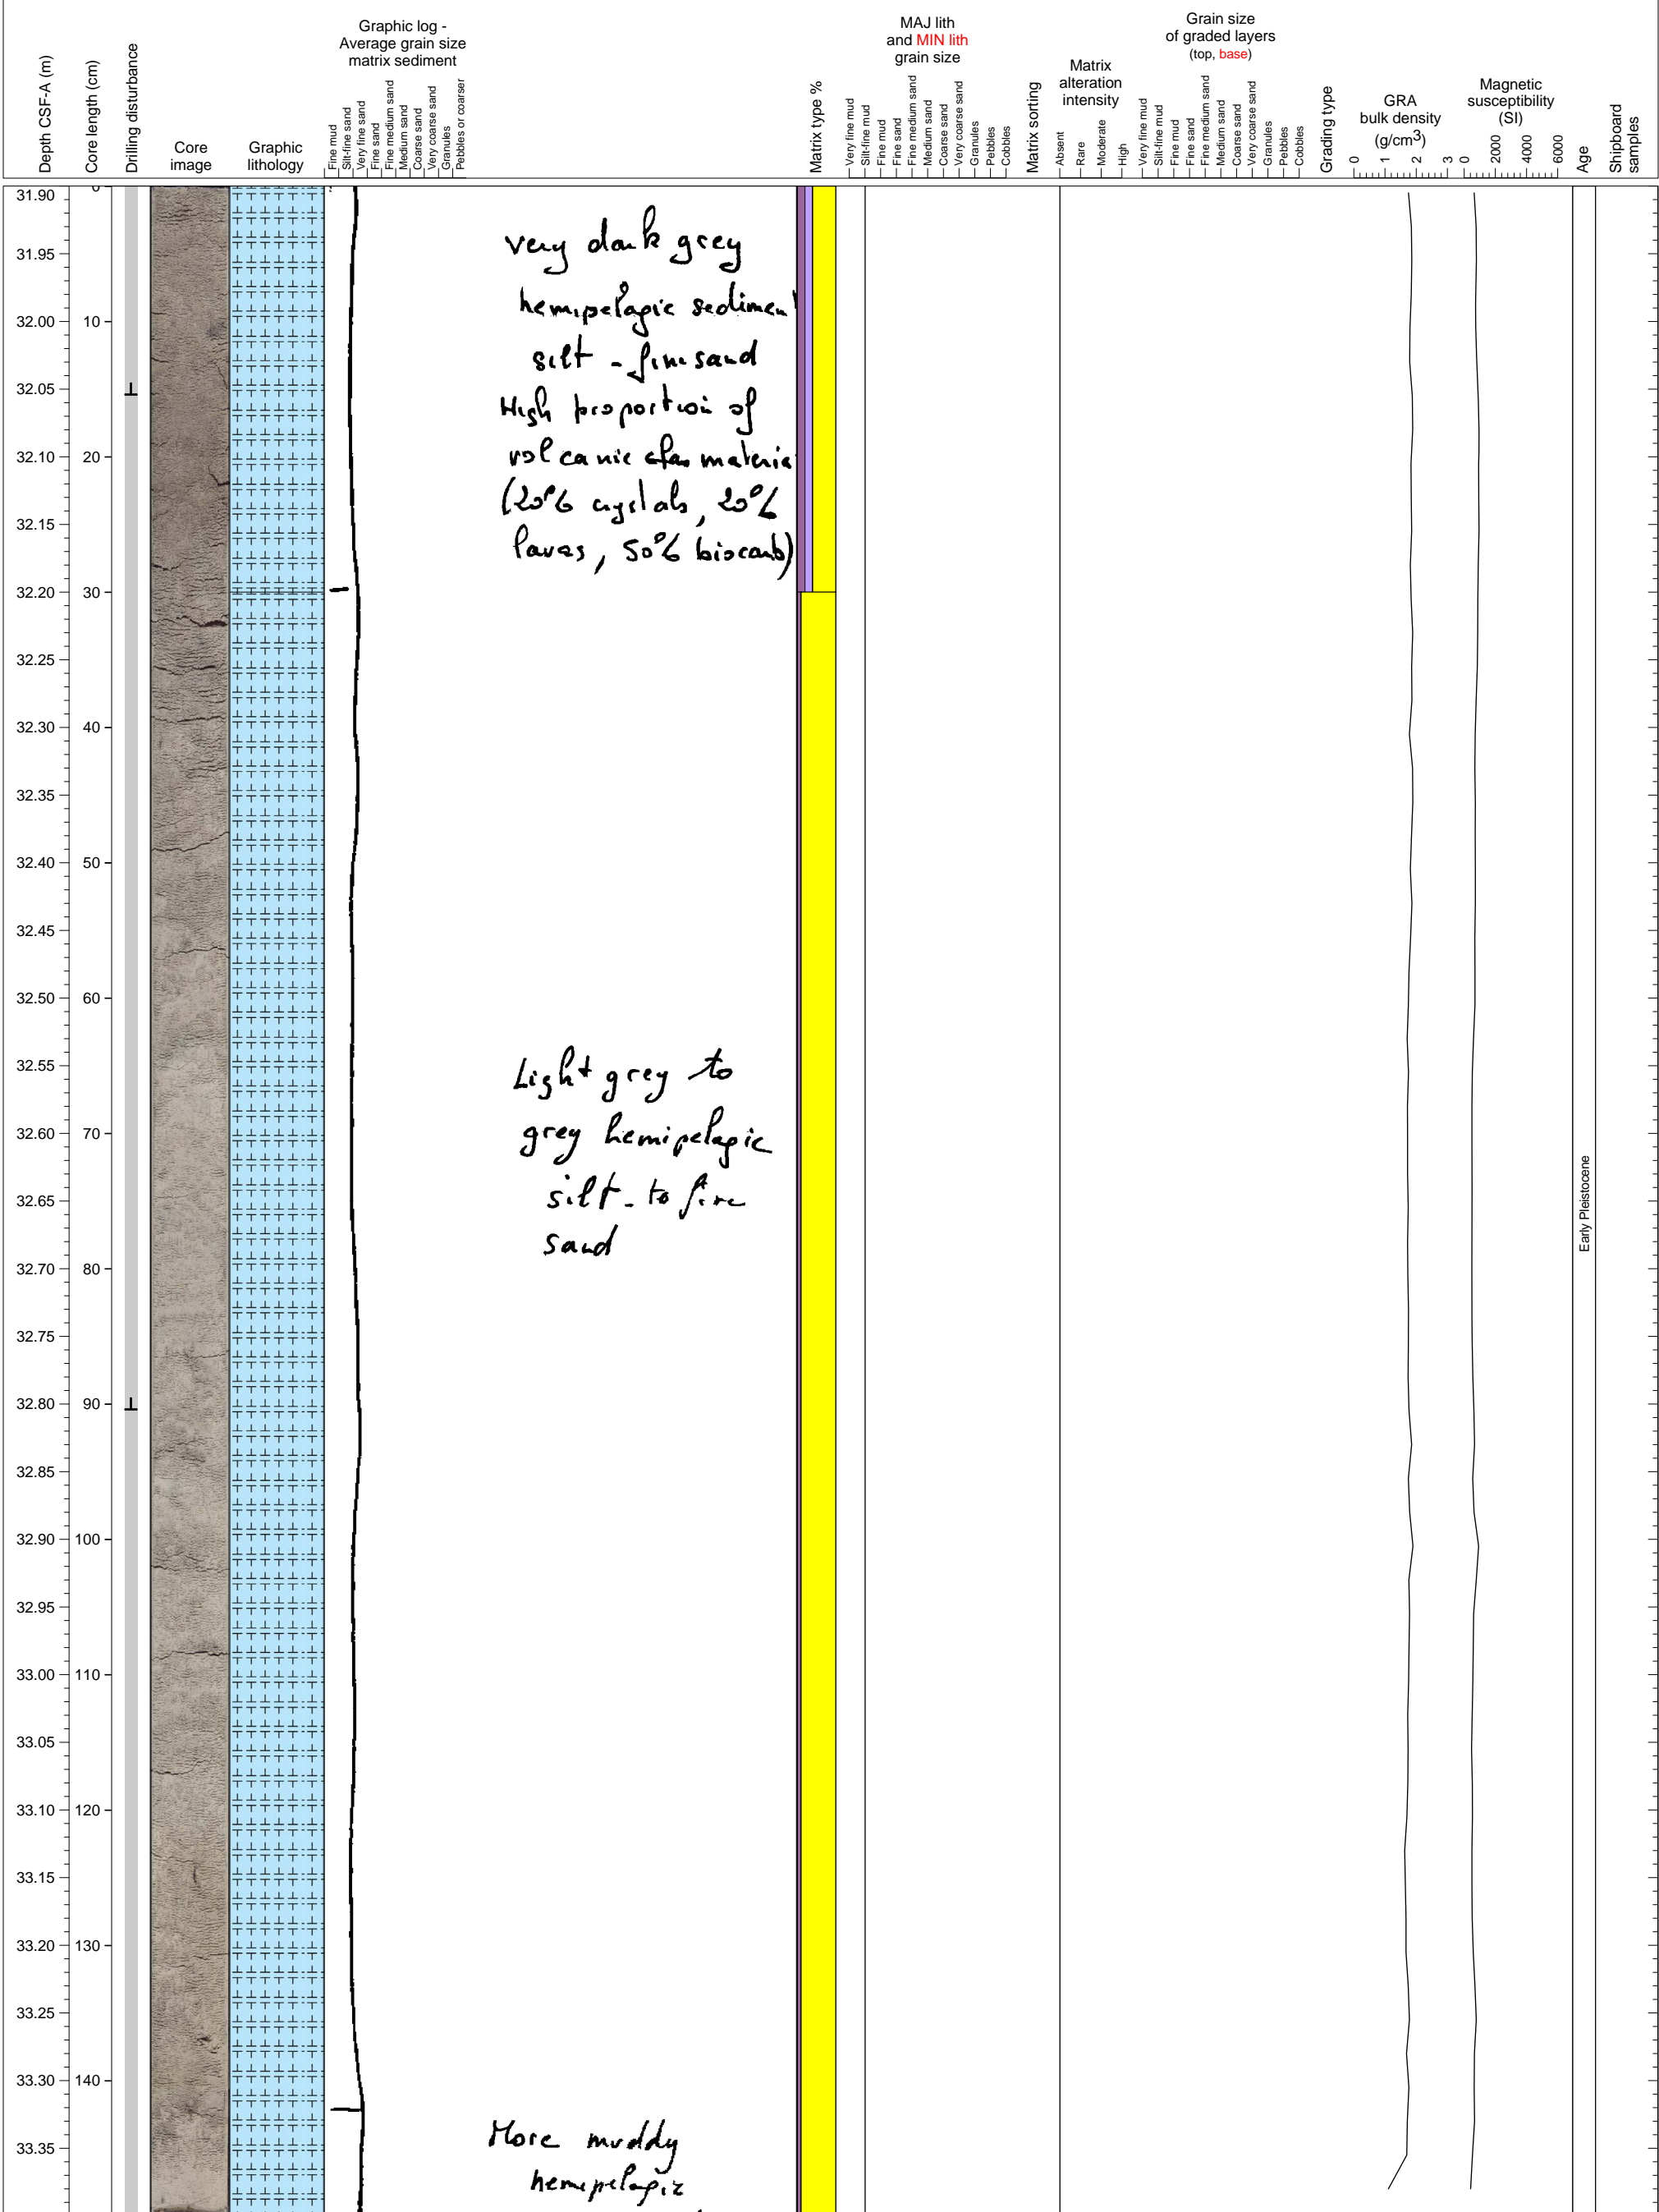 Depth CSF-A (m)
Core length (cm)
Drilling disturbance
Core
image
Graphic
lithology
Graphic log -
Average grain size
matrix sediment
Fine mud
Silt-fine sand
Very fine sand
Fine sand
Fine medium sand
Medium sand
Coarse sand
Very coarse sand
Granules
Pebbles or coarser
Matrix type %
MAJ lith
and MIN lith
grain size
Very fine mud
Silt-fine mud
Fine mud
Fine sand
Fine medium sand
Medium sand
Coarse sand
Very coarse sand
Granules
Pebbles
Cobbles
Matrix sorting
Matrix
alteration
intensity
Absent
Rare
Moderate
High
Grain size
of graded layers
(top, base)
Very fine mud
Silt-fine mud
Fine mud
Fine sand
Fine medium sand
Medium sand
Coarse sand
Very coarse sand
Granules
Pebbles
Cobbles
Grading type
GRA
bulk density
(g/cm3)
0 1 2 3
Magnetic
susceptibility
(SI)
0 2000 4000 6000
Age
Shipboard
samples
31.90 0
31.95
32.00 10
32.05
32.10 20
32.15
32.20 30
32.25
32.30 40
32.35
32.40 50
32.45
32.50 60
32.55
32.60 70
32.65
32.70 80
32.75
32.80 90
32.85
32.90 100
32.95
33.00 110
33.05
33.10 120
33.15
33.20 130
33.25
33.30 140
33.35
very dark grey
hemipelagic sediment
silt - fine sand
High proportion of
volcanic materia
(20% crystals, 20%
lavas, 50% biocarb)
Light grey to
grey hemipelagic
silt - to fine
sand
More muddy
hemipelagic
Early Pleistocene